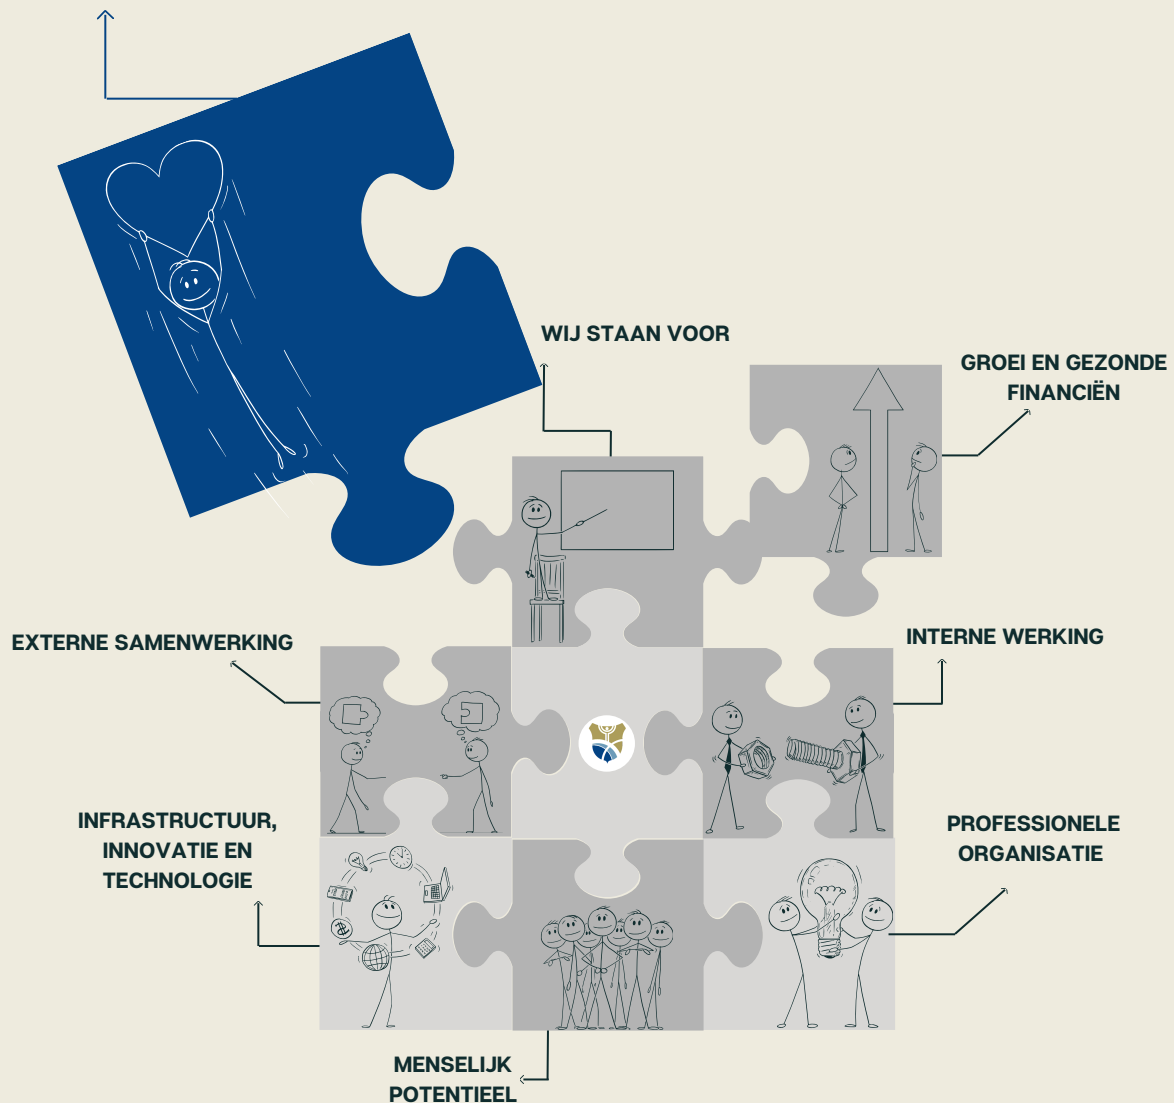 WIJ STAAN VOOR
GROEI EN GEZONDE
FINANCIËN
EXTERNE SAMENWERKING
INTERNE WERKING
INFRASTRUCTUUR,
INNOVATIE EN
TECHNOLOGIE
PROFESSIONELE
ORGANISATIE
MENSELIJK
POTENTIEEL